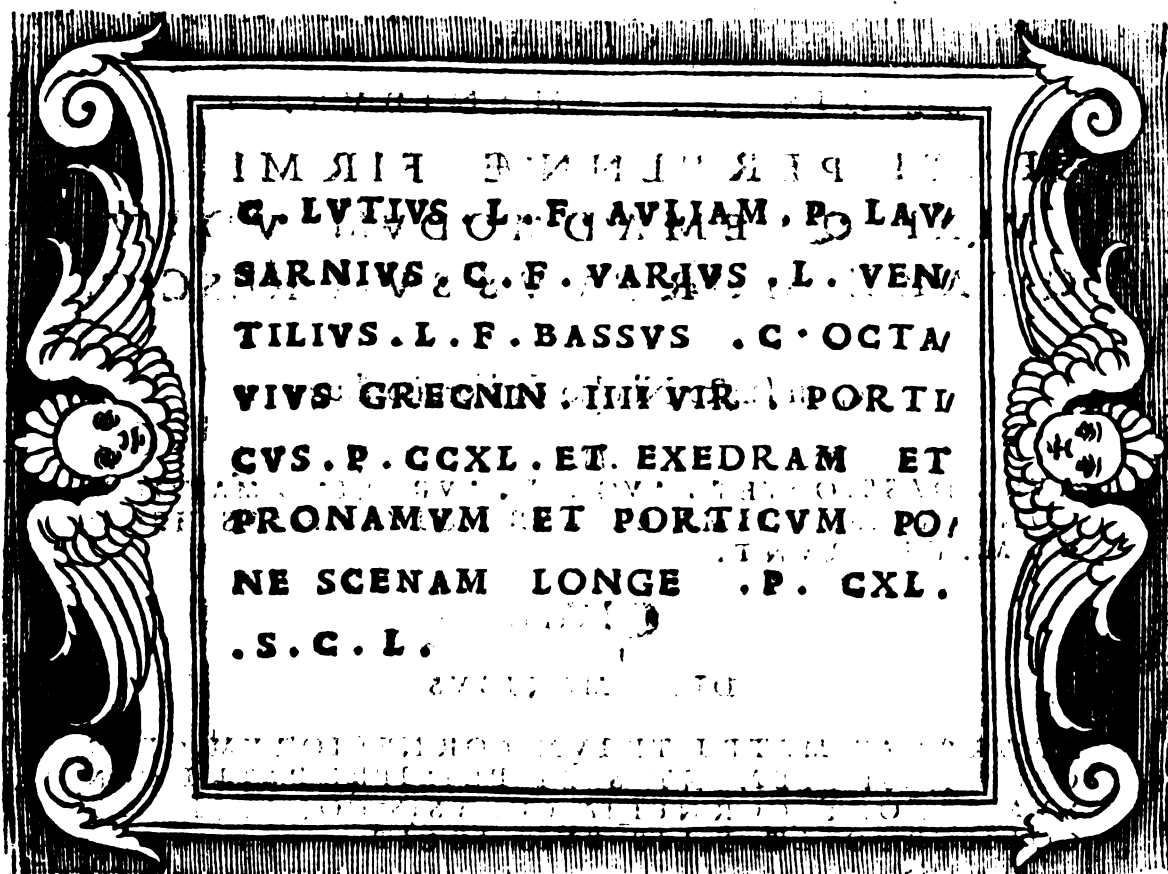 C. LVTIVS L. F. AVLIAM. P. LAV/
SARNIVS. C. F. VARIVS. L. VEN/
TILIVS. L. F. BASSVS . C · OCTA/
VIVS GRECNIN. IIII VIR . PORTI/
CVS. P. CCXL. ET. EXEDRAM ET
PRONAMVM ET PORTICVM PO/
NE SCENAM LONGE . P. CXL.
. S. C. L.